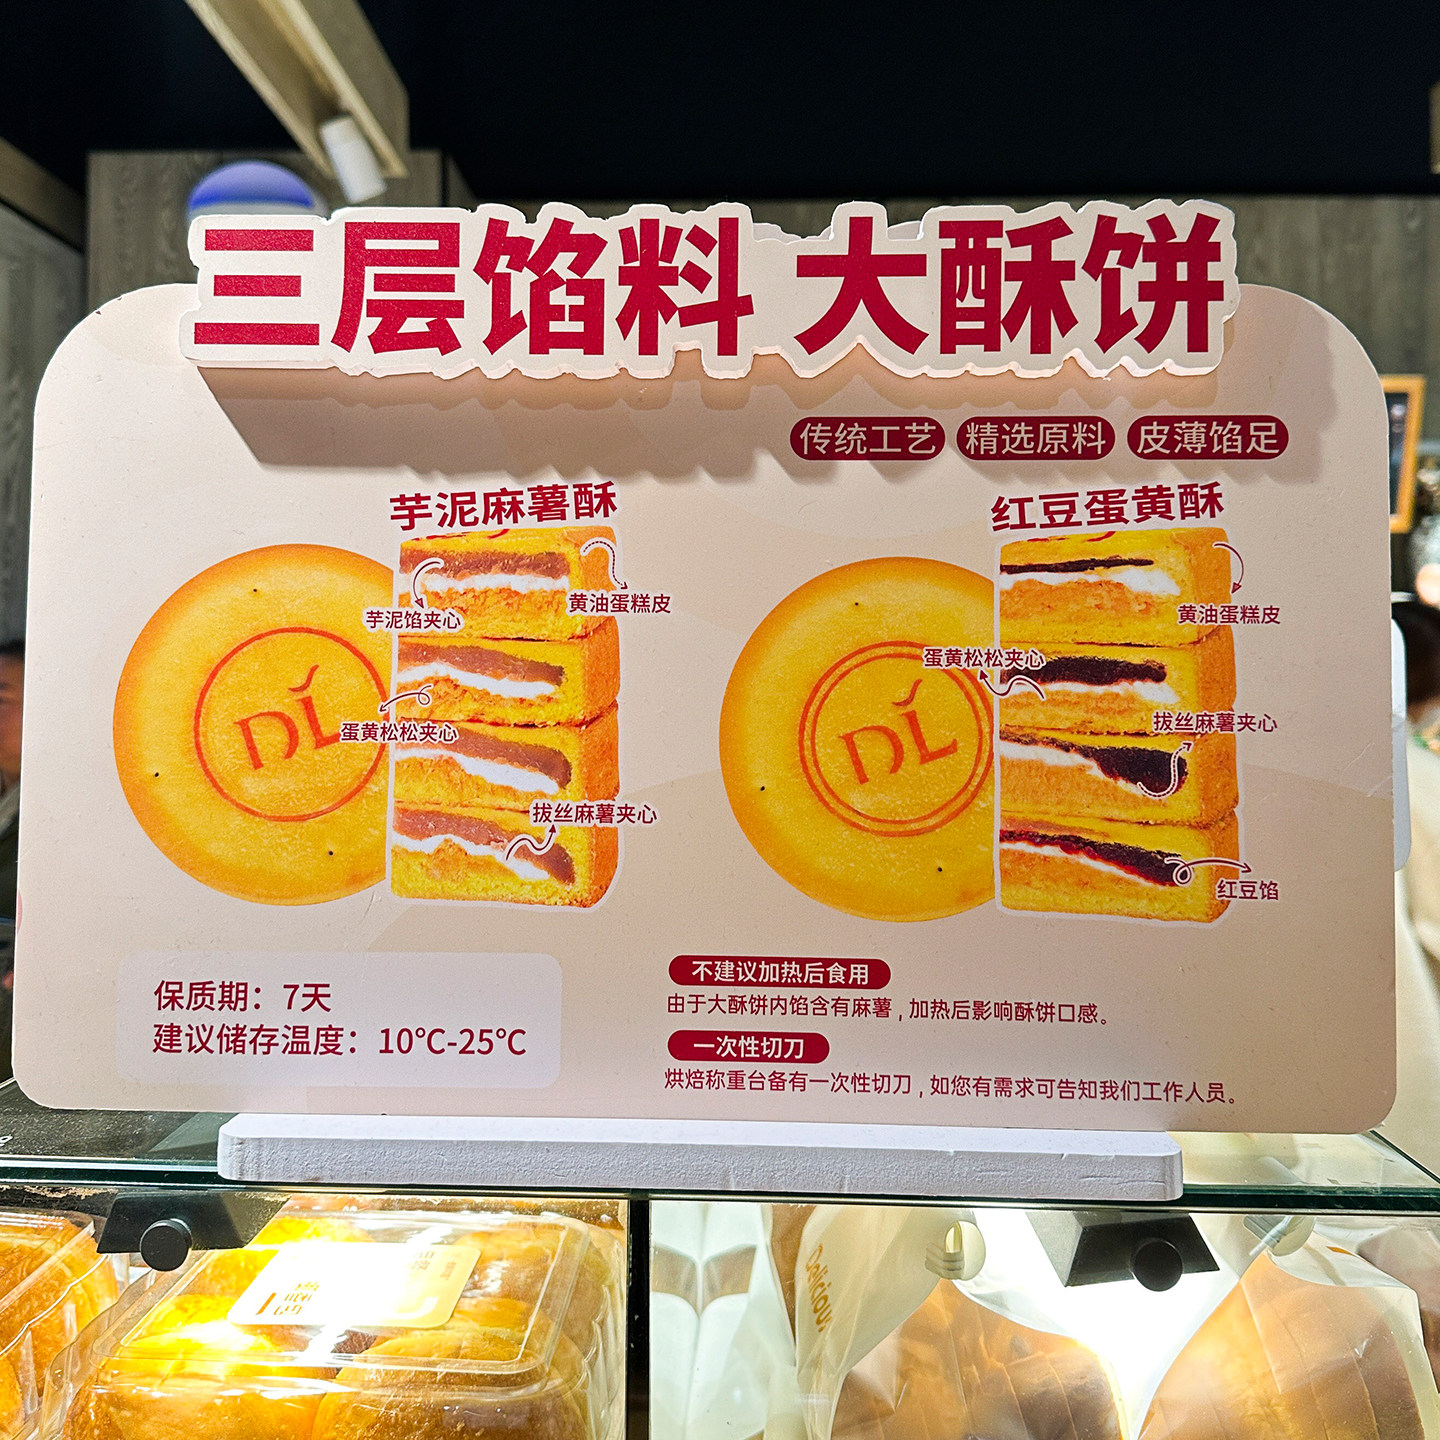 三层馅料 大酥饼
传统工艺 精选原料 皮薄馅足
芋泥麻薯酥
黄油蛋糕皮
芋泥馅夹心
蛋黄松松夹心
拔丝麻薯夹心
DL
红豆蛋黄酥
黄油蛋糕皮
蛋黄松松夹心
拔丝麻薯夹心
红豆馅
DL
保质期：7天
建议储存温度：10℃-25℃
不建议加热后食用
由于大酥饼内馅含有麻薯，加热后影响酥饼口感。
一次性切刀
烘焙称重台备有一次性切刀，如您有需求可告知我们工作人员。
Delicious